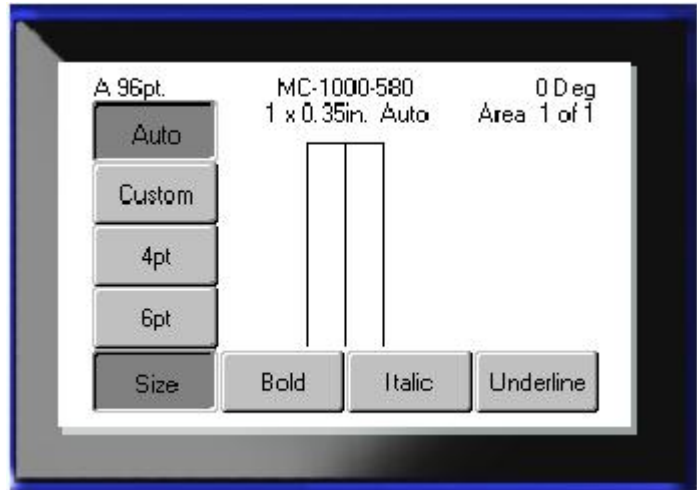 A 96pt. MC-1000-580 0 Deg
1 x 0.35in. Auto Area 1 of 1
Auto
Custom
4pt
6pt
Size Bold Italic Underline